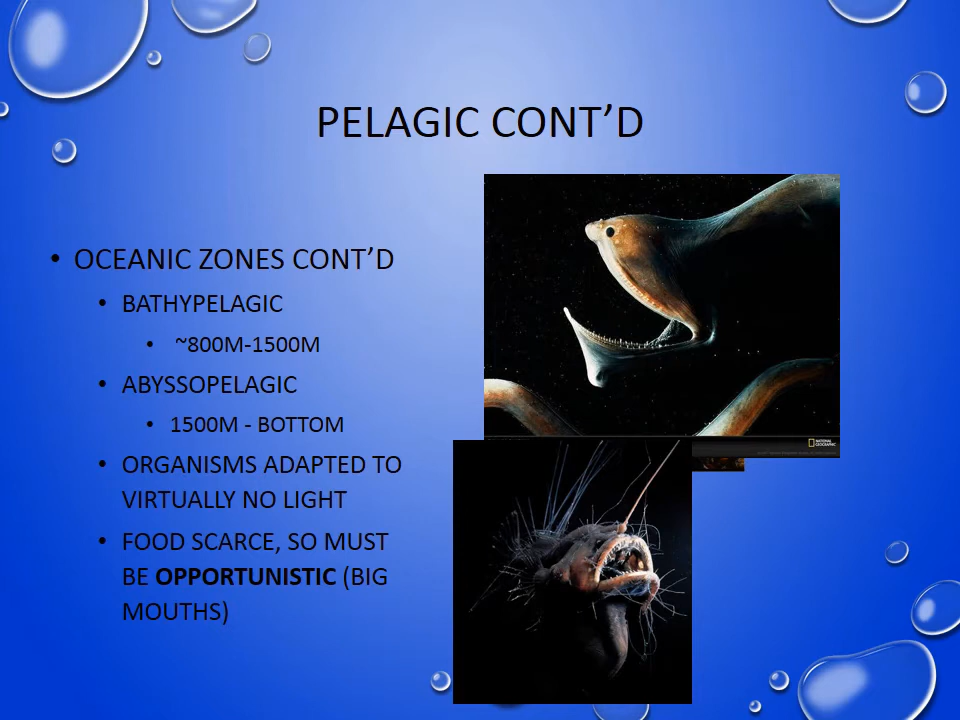 PELAGIC CONT’D
• OCEANIC ZONES CONT’D
• BATHYPELAGIC
• ~800M-1500M
• ABYSSOPELAGIC
• 1500M - BOTTOM
• ORGANISMS ADAPTED TO
VIRTUALLY NO LIGHT
• FOOD SCARCE, SO MUST
BE OPPORTUNISTIC (BIG
MOUTHS)
NATIONAL
GEOGRAPHIC